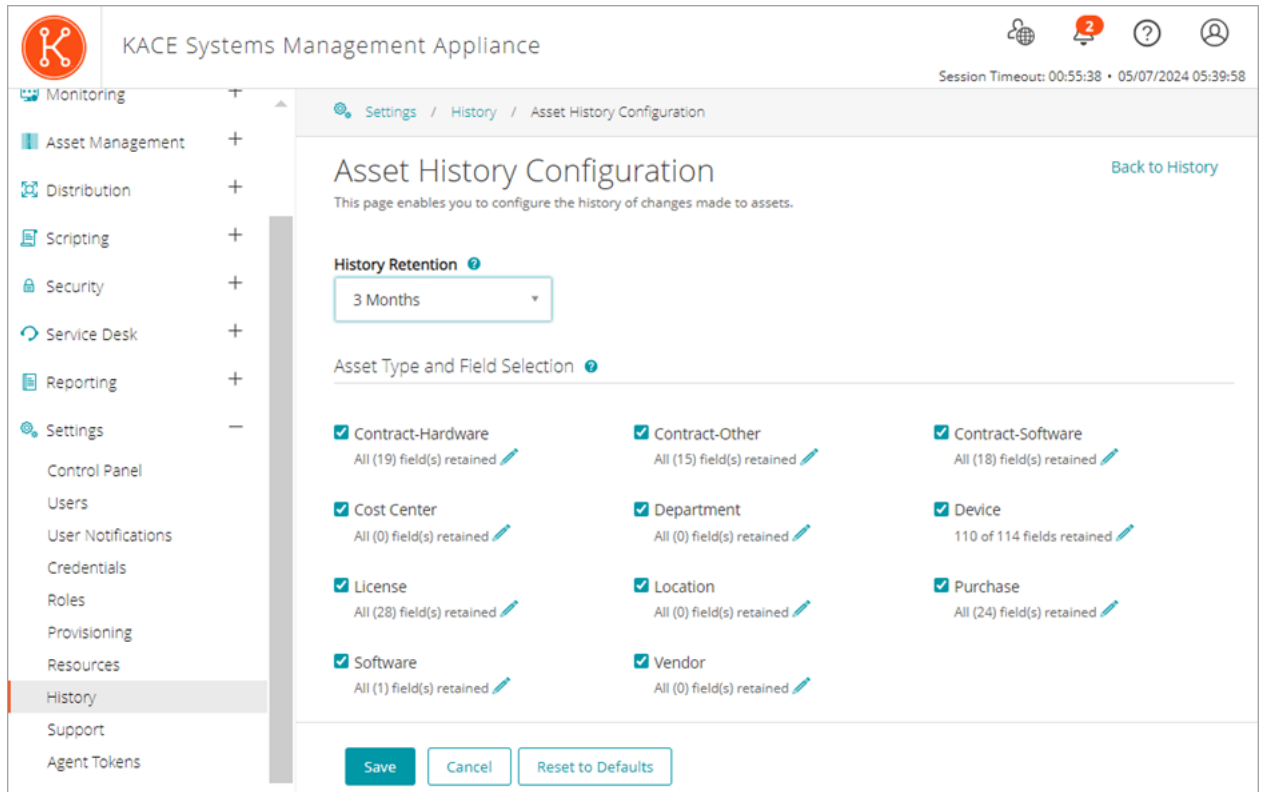 KACE Systems Management Appliance
2
?
Session Timeout: 00:55:38 • 05/07/2024 05:39:58
Monitoring +
Asset Management +
Distribution +
Scripting +
Security +
Service Desk +
Reporting +
Settings −
Control Panel
Users
User Notifications
Credentials
Roles
Provisioning
Resources
History
Support
Agent Tokens
Settings / History / Asset History Configuration
Asset History Configuration
Back to History
This page enables you to configure the history of changes made to assets.
History Retention ?
3 Months
Asset Type and Field Selection ?
Contract-Hardware
All (19) field(s) retained
Contract-Other
All (15) field(s) retained
Contract-Software
All (18) field(s) retained
Cost Center
All (0) field(s) retained
Department
All (0) field(s) retained
Device
110 of 114 fields retained
License
All (28) field(s) retained
Location
All (0) field(s) retained
Purchase
All (24) field(s) retained
Software
All (1) field(s) retained
Vendor
All (0) field(s) retained
Save
Cancel
Reset to Defaults